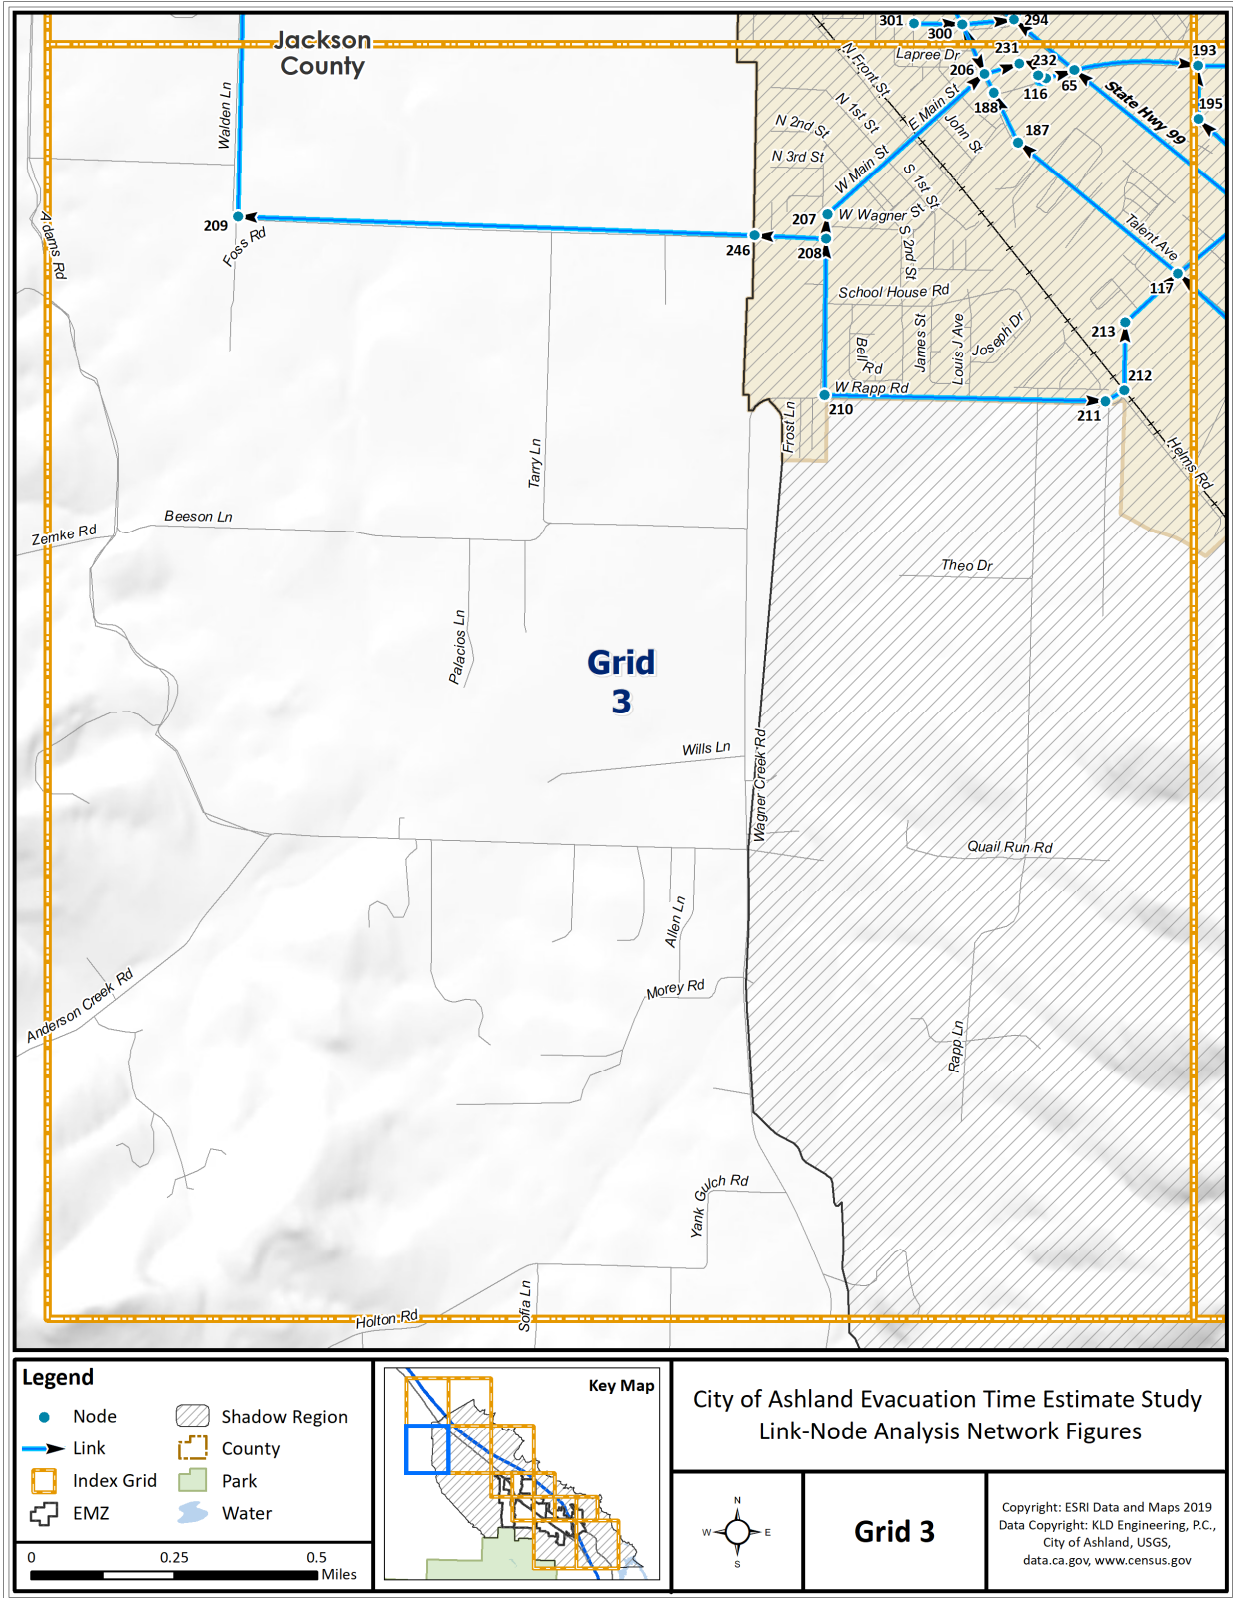 Jackson
County
301
300
294
Lapree Dr
231
232
193
206
116
65
N Front St
State Hwy 99
195
188
E Main St
N 1st St
John St
187
N 2nd St
Walden Ln
N 3rd St
W Main St
S 1st St
207
W Wagner St
Talent Ave
209
Foss Rd
Adams Rd
246
208
S 2nd St
117
School House Rd
213
Bell Rd
James St
Louis J Ave
Joseph Dr
W Rapp Rd
212
210
211
Frost Ln
Tarry Ln
Helms Rd
Beeson Ln
Zemke Rd
Theo Dr
Palacios Ln
Grid
3
Wills Ln
Wagner Creek Rd
Quail Run Rd
Allen Ln
Morey Rd
Anderson Creek Rd
Rapp Ln
Yank Gulch Rd
Sofia Ln
Holton Rd
Legend
Node
Link
Index Grid
EMZ
Shadow Region
County
Park
Water
0
0.25
0.5
Miles
Key Map
City of Ashland Evacuation Time Estimate Study
Link-Node Analysis Network Figures
N
W
E
S
Grid 3
Copyright: ESRI Data and Maps 2019
Data Copyright: KLD Engineering, P.C.,
City of Ashland, USGS,
data.ca.gov, www.census.gov